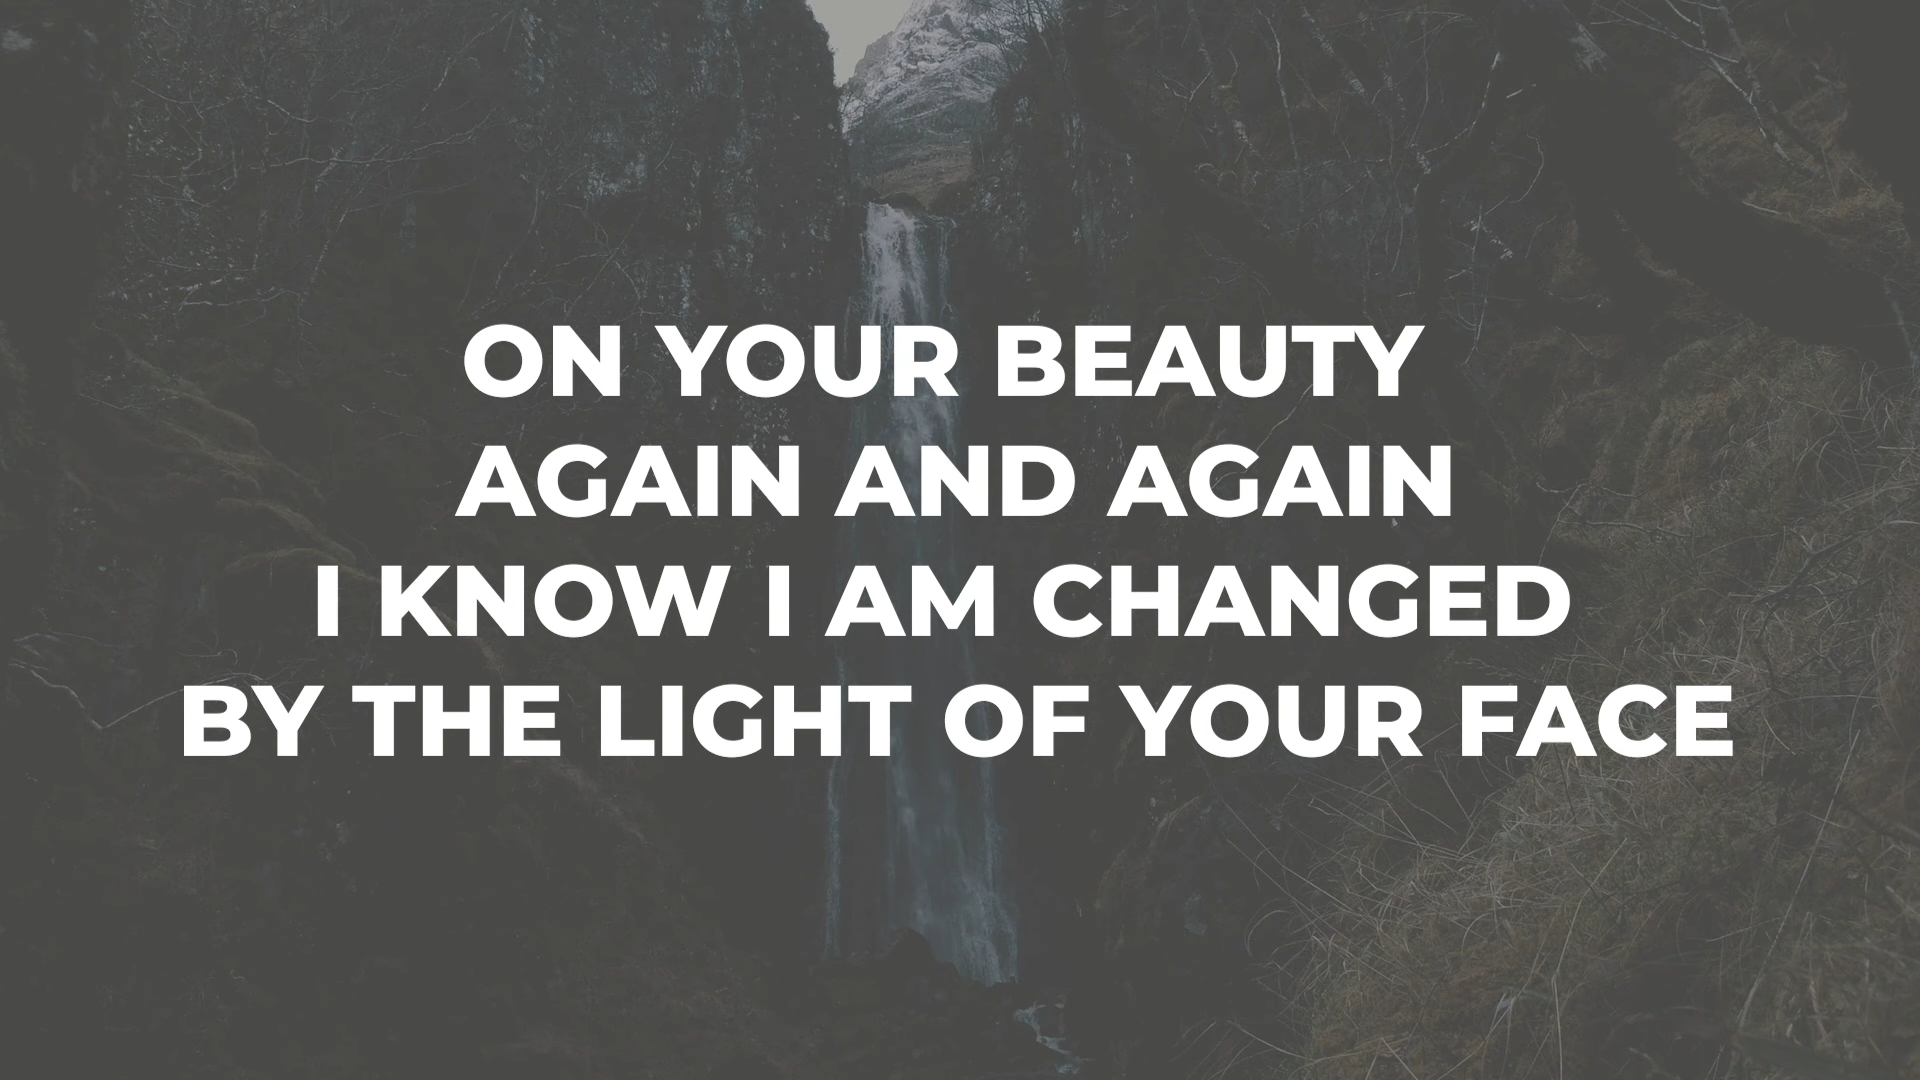 ON YOUR BEAUTY
AGAIN AND AGAIN
I KNOW I AM CHANGED
BY THE LIGHT OF YOUR FACE